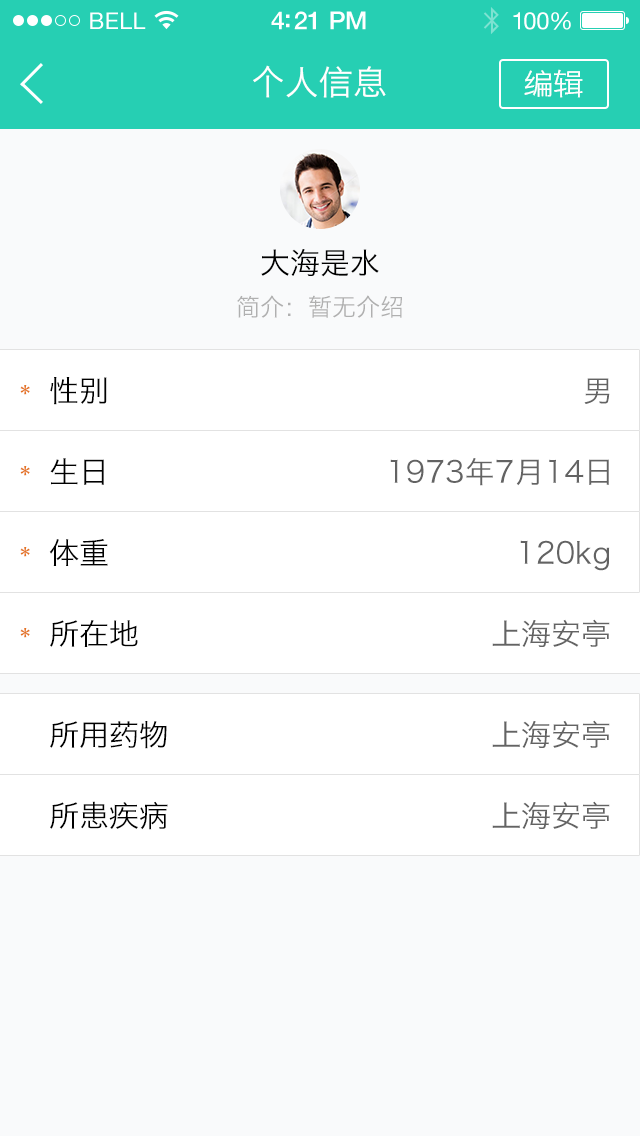 BELL 4:21 PM 100%
个人信息 编辑
大海是水
简介：暂无介绍
* 性别 男
* 生日 1973年7月14日
* 体重 120kg
* 所在地 上海安亭
所用药物 上海安亭
所患疾病 上海安亭